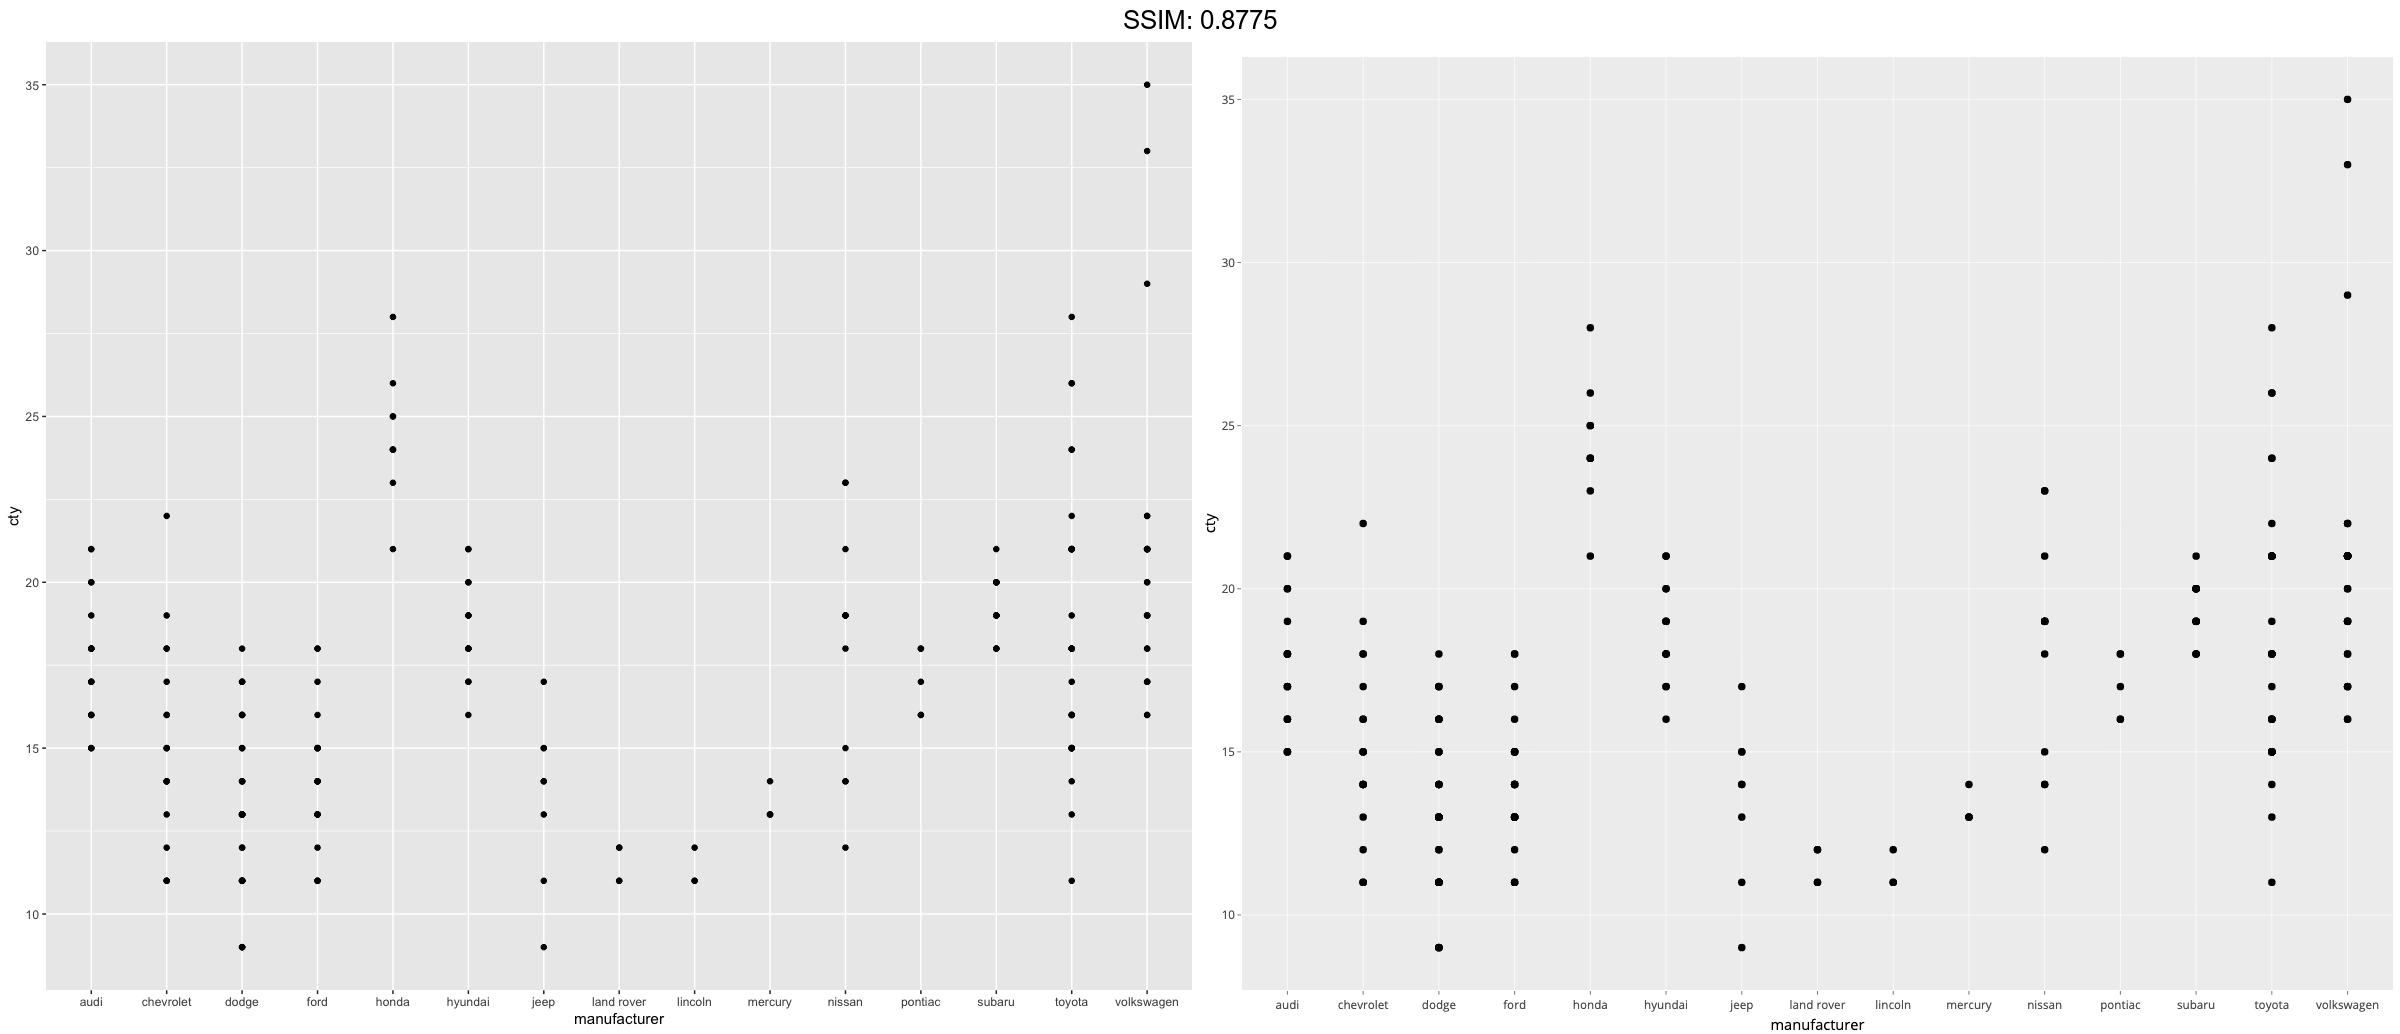 SSIM: 0.8775
35
30
25
20
15
10
cty
audi chevrolet dodge ford honda hyundai jeep land rover lincoln mercury nissan pontiac subaru toyota volkswagen
manufacturer
35
30
25
20
15
10
cty
audi chevrolet dodge ford honda hyundai jeep land rover lincoln mercury nissan pontiac subaru toyota volkswagen
manufacturer